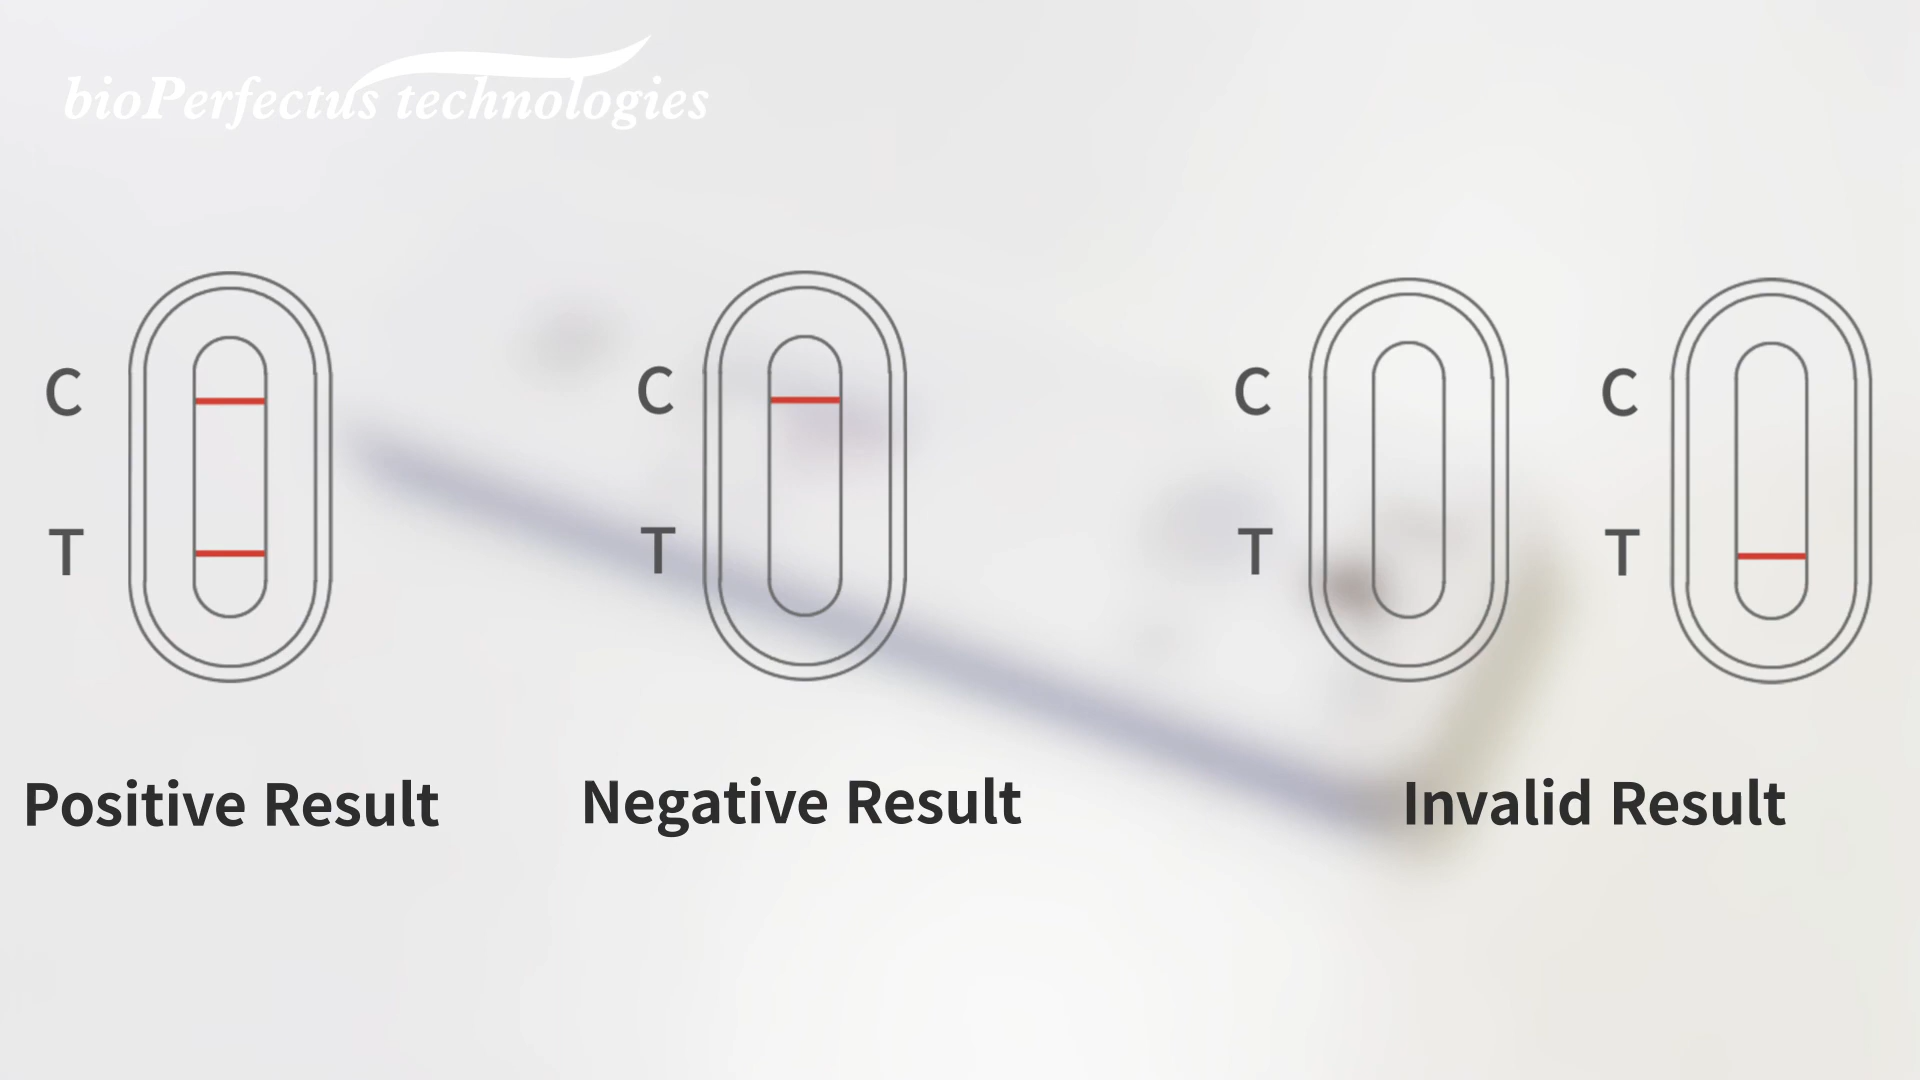 bioPerfectus technologies
C
T
C
T
C
T
C
T
Positive Result
Negative Result
Invalid Result